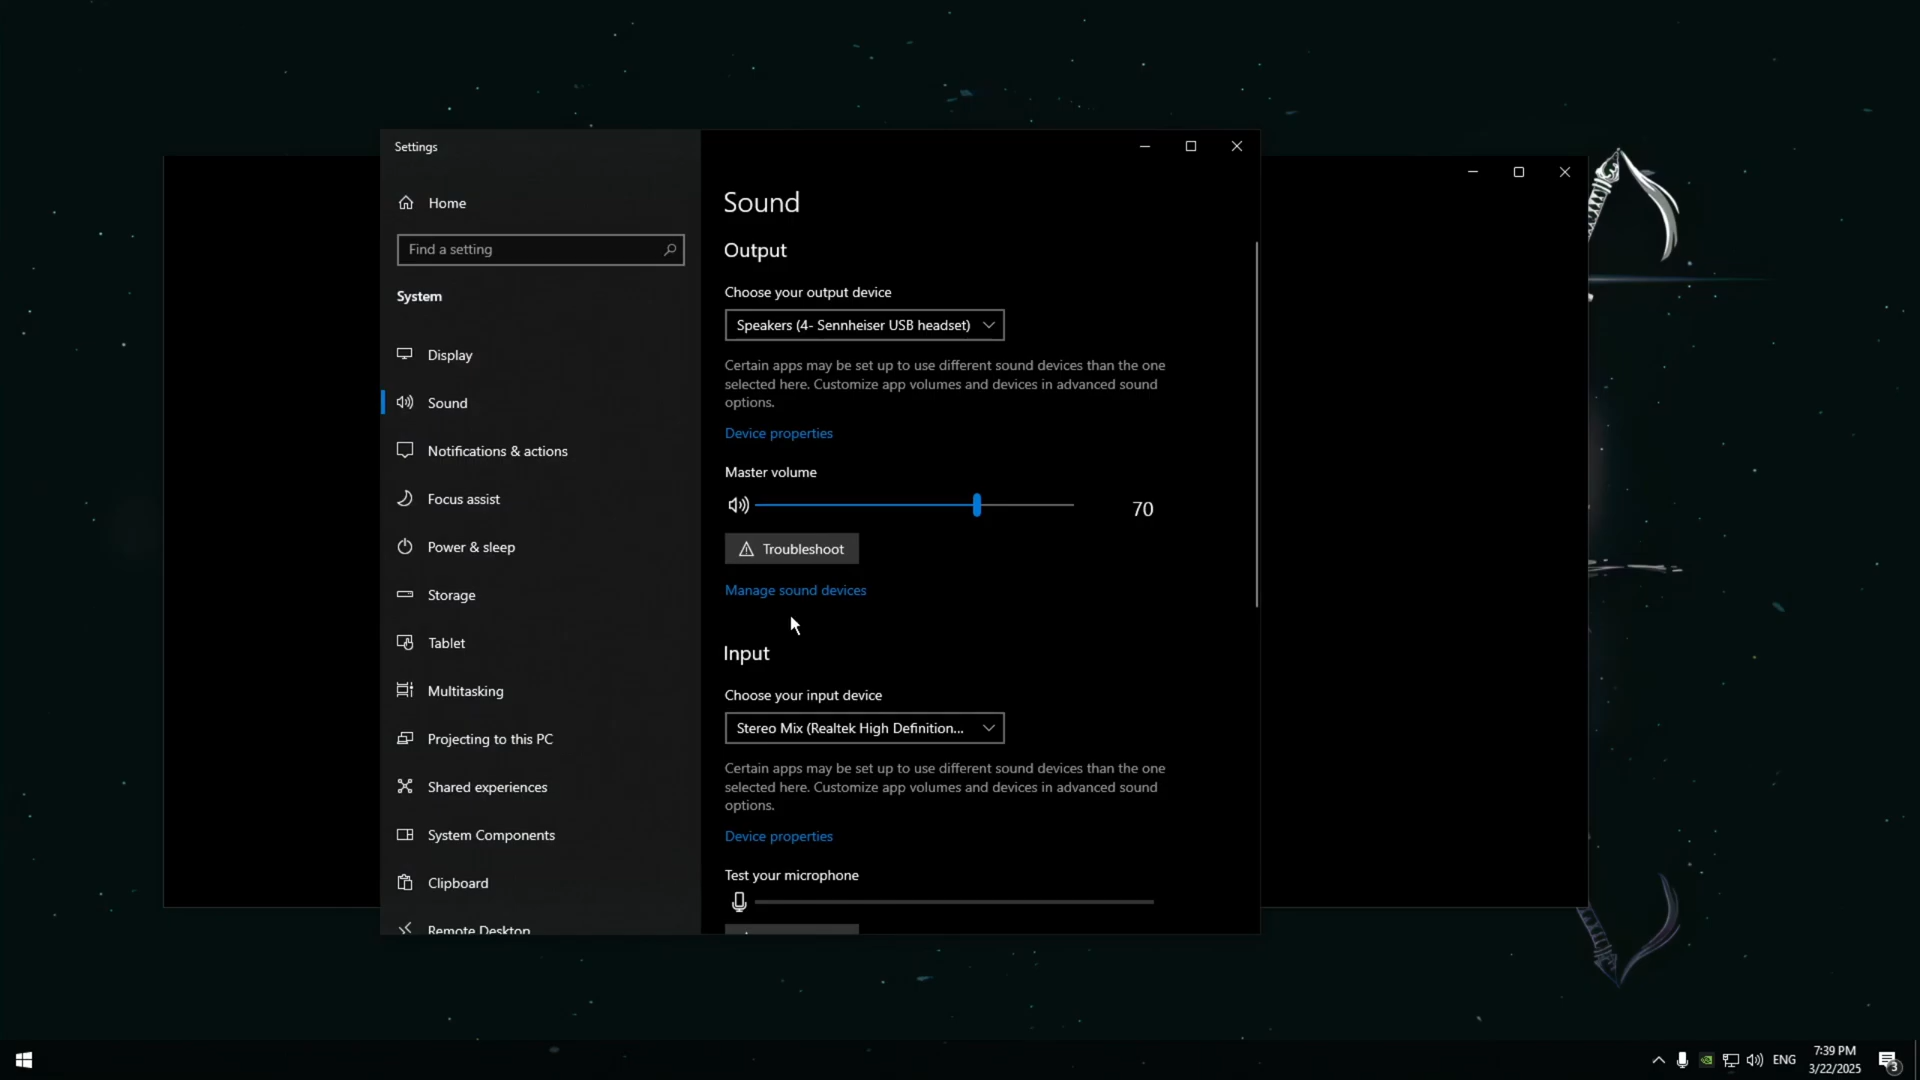 Settings
Home
Find a setting
System
Display
Sound
Notifications & actions
Focus assist
Power & sleep
Storage
Tablet
Multitasking
Projecting to this PC
Shared experiences
System Components
Clipboard
Remote Desktop
Sound
Output
Choose your output device
Speakers (4- Sennheiser USB headset)
Certain apps may be set up to use different sound devices than the one
selected here. Customize app volumes and devices in advanced sound
options.
Device properties
Master volume
70
Troubleshoot
Manage sound devices
Input
Choose your input device
Stereo Mix (Realtek High Definition...
Certain apps may be set up to use different sound devices than the one
selected here. Customize app volumes and devices in advanced sound
options.
Device properties
Test your microphone
ENG
7:39 PM
3/22/2025
3